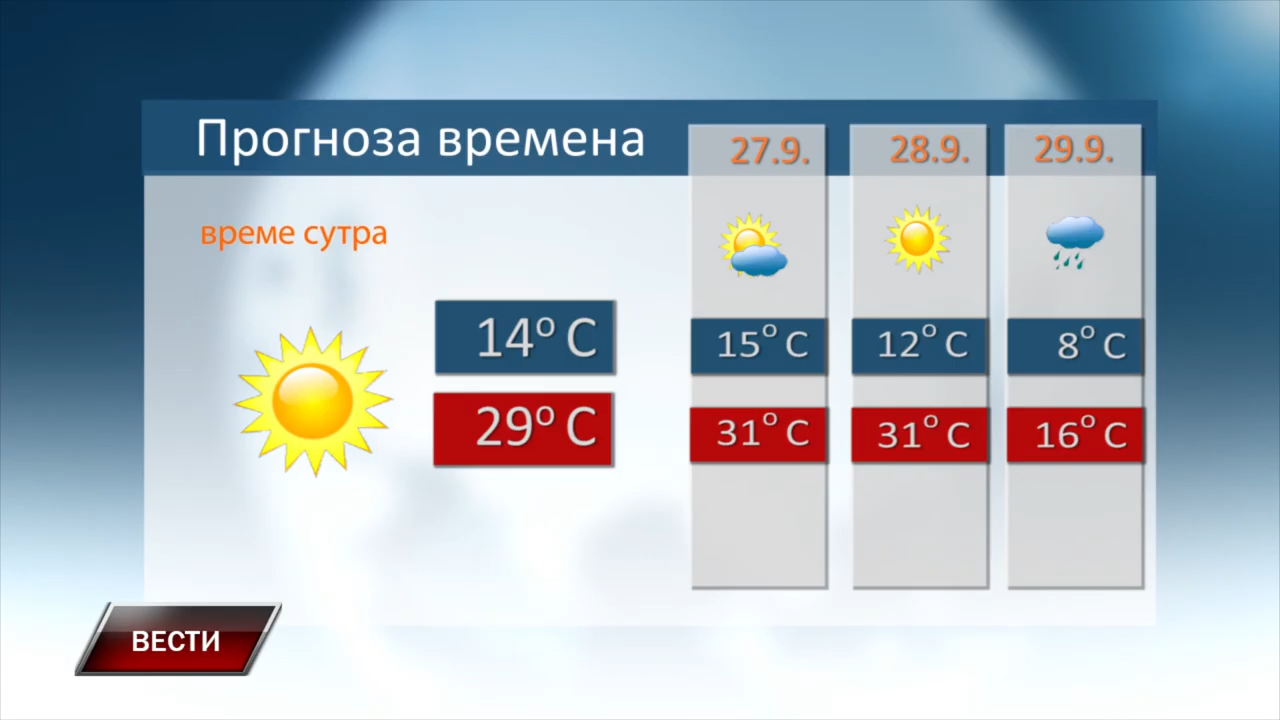 Прогноза времена
време сутра
14° C
29° C
27.9.
15° C
31° C
28.9.
12° C
31° C
29.9.
8° C
16° C
ВЕСТИ